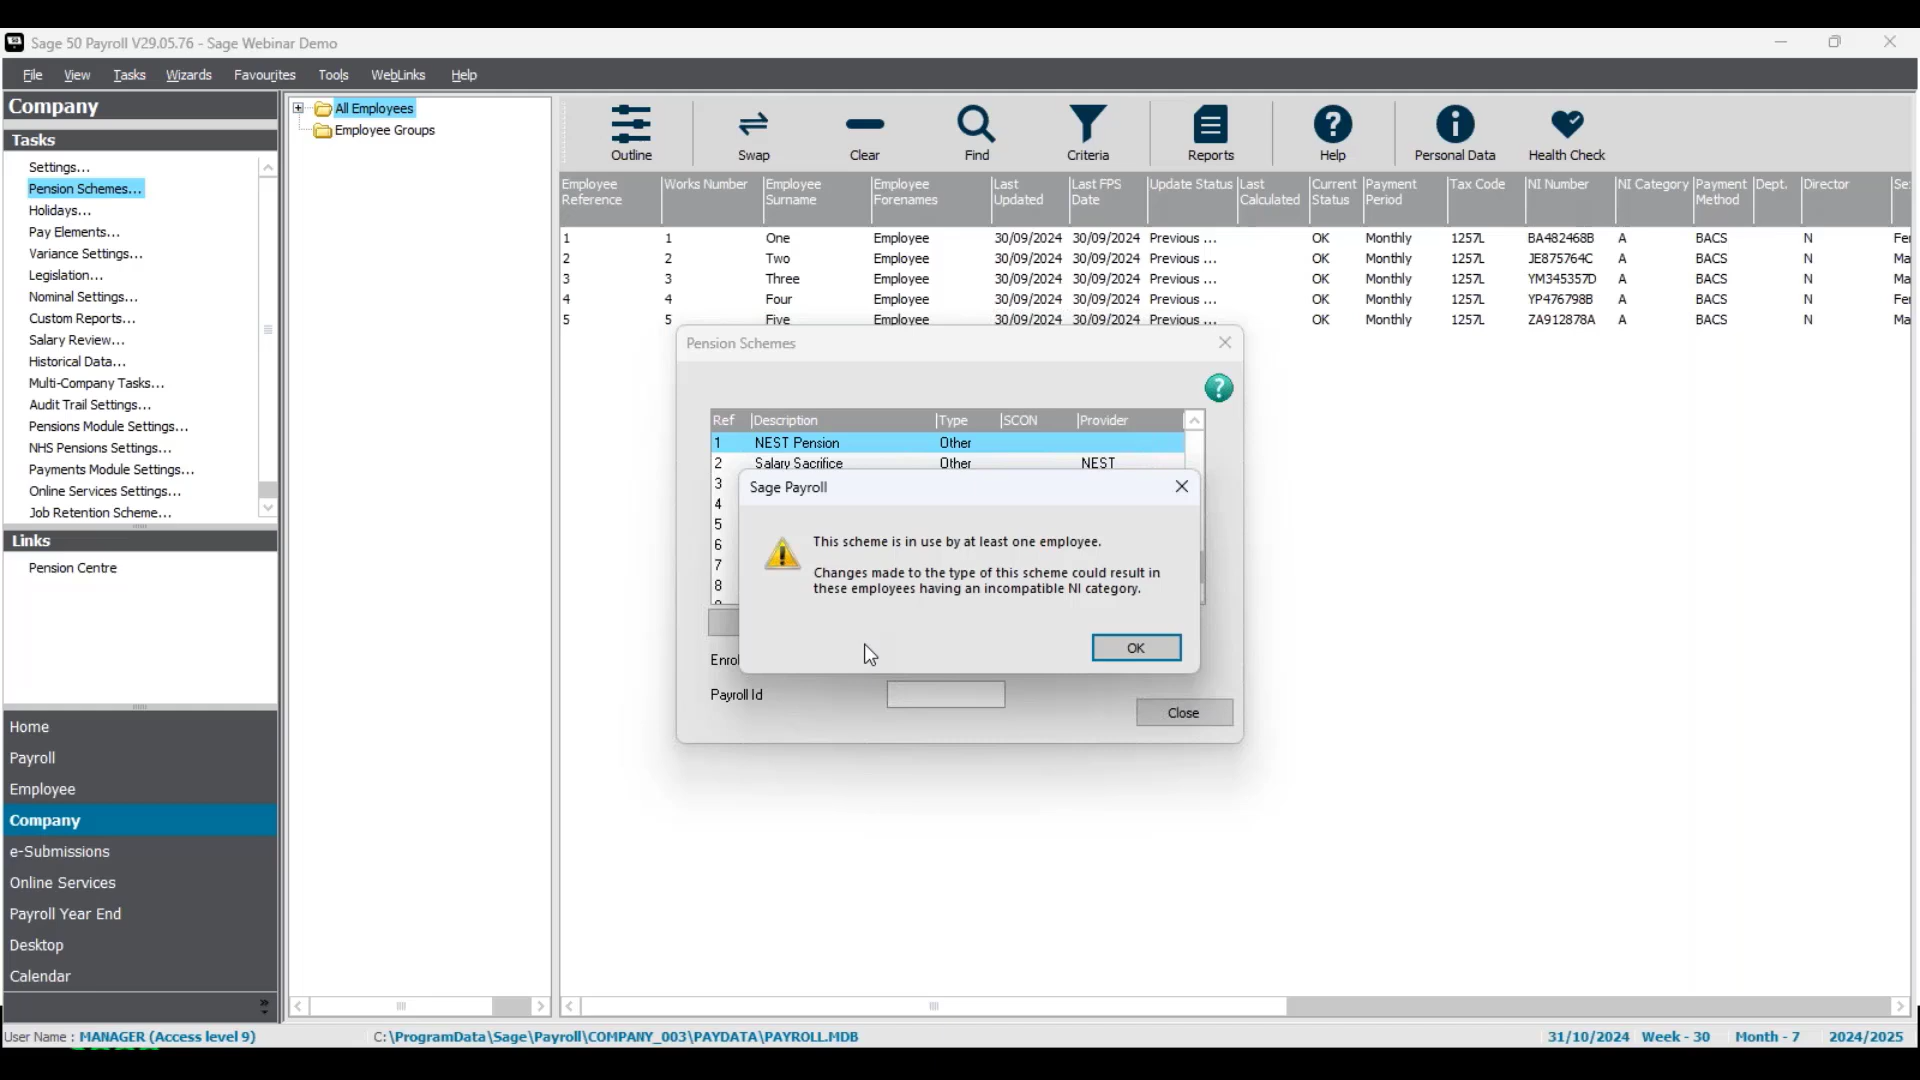 Sage 50 Payroll V29.05.76 - Sage Webinar Demo
File View Tasks Wizards Favourites Tools WebLinks Help
Company
Tasks
Settings...
Pension Schemes...
Holidays...
Pay Elements...
Variance Settings...
Legislation...
Nominal Settings...
Custom Reports...
Salary Review...
Historical Data...
Multi-Company Tasks...
Audit Trail Settings...
Pensions Module Settings...
NHS Pensions Settings...
Payments Module Settings...
Online Services Settings...
Job Retention Scheme...
Links
Pension Centre
Home
Payroll
Employee
Company
e-Submissions
Online Services
Payroll Year End
Desktop
Calendar
All Employees
Employee Groups
Outline Swap Clear Find Criteria Reports Help Personal Data Health Check
Employee Reference Works Number Employee Surname Employee Forenames Last Updated Last FPS Date Update Status Last Calculated Current Status Payment Period Tax Code NI Number NI Category Payment Method Dept. Director
1 1 One Employee 30/09/2024 30/09/2024 Previous ... OK Monthly 1257L BA482468B A BACS N
2 2 Two Employee 30/09/2024 30/09/2024 Previous ... OK Monthly 1257L JE875764C A BACS N
3 3 Three Employee 30/09/2024 30/09/2024 Previous ... OK Monthly 1257L YM345357D A BACS N
4 4 Four Employee 30/09/2024 30/09/2024 Previous ... OK Monthly 1257L YP476798B A BACS N
5 5 Five Employee 30/09/2024 30/09/2024 Previous ... OK Monthly 1257L ZA912878A A BACS N
Pension Schemes
Ref Description Type SCON Provider
1 NEST Pension Other
2 Salary Sacrifice Other NEST
3
4
5
6
7
8
Sage Payroll
This scheme is in use by at least one employee.
Changes made to the type of this scheme could result in
these employees having an incompatible NI category.
OK
Payroll Id
Close
User Name : MANAGER (Access level 9) C:\ProgramData\Sage\Payroll\COMPANY_003\PAYDATA\PAYROLL.MDB 31/10/2024 Week - 30 Month - 7 2024/2025